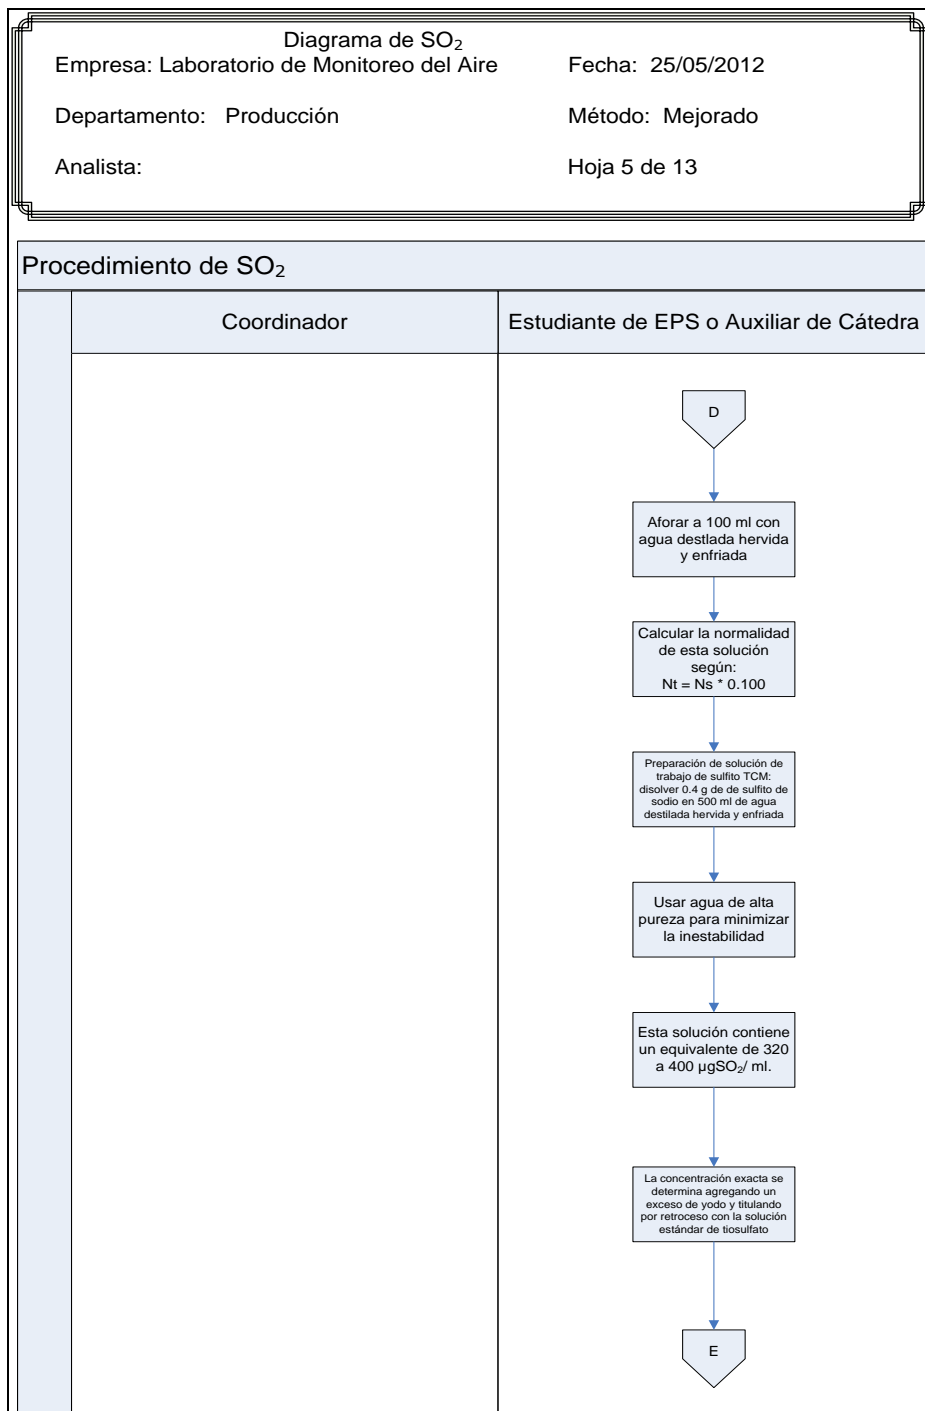 Diagrama de SO₂
Empresa: Laboratorio de Monitoreo del Aire Fecha: 25/05/2012
Departamento: Producción Método: Mejorado
Analista: Hoja 5 de 13
Procedimiento de SO₂
Coordinador Estudiante de EPS o Auxiliar de Cátedra
D
Aforar a 100 ml con
agua destlada hervida
y enfriada
Calcular la normalidad
de esta solución
según:
Nt = Ns * 0.100
Preparación de solución de
trabajo de sulfito TCM:
disolver 0.4 g de de sulfito de
sodio en 500 ml de agua
destilada hervida y enfriada
Usar agua de alta
pureza para minimizar
la inestabilidad
Esta solución contiene
un equivalente de 320
a 400 µgSO₂/ ml.
La concentración exacta se
determina agregando un
exceso de yodo y titulando
por retroceso con la solución
estándar de tiosulfato
E